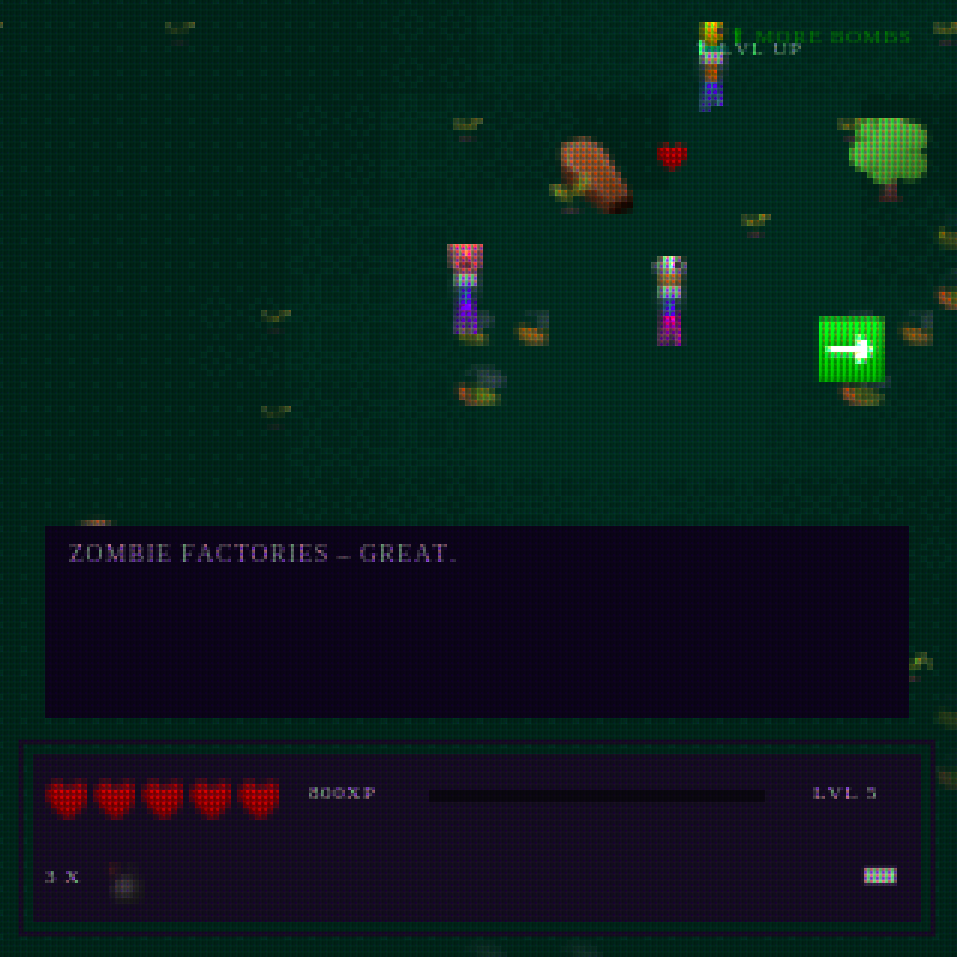 MORE BOMBS
LVL UP
ZOMBIE FACTORIES – GREAT.
800XP
LVL 5
3 X